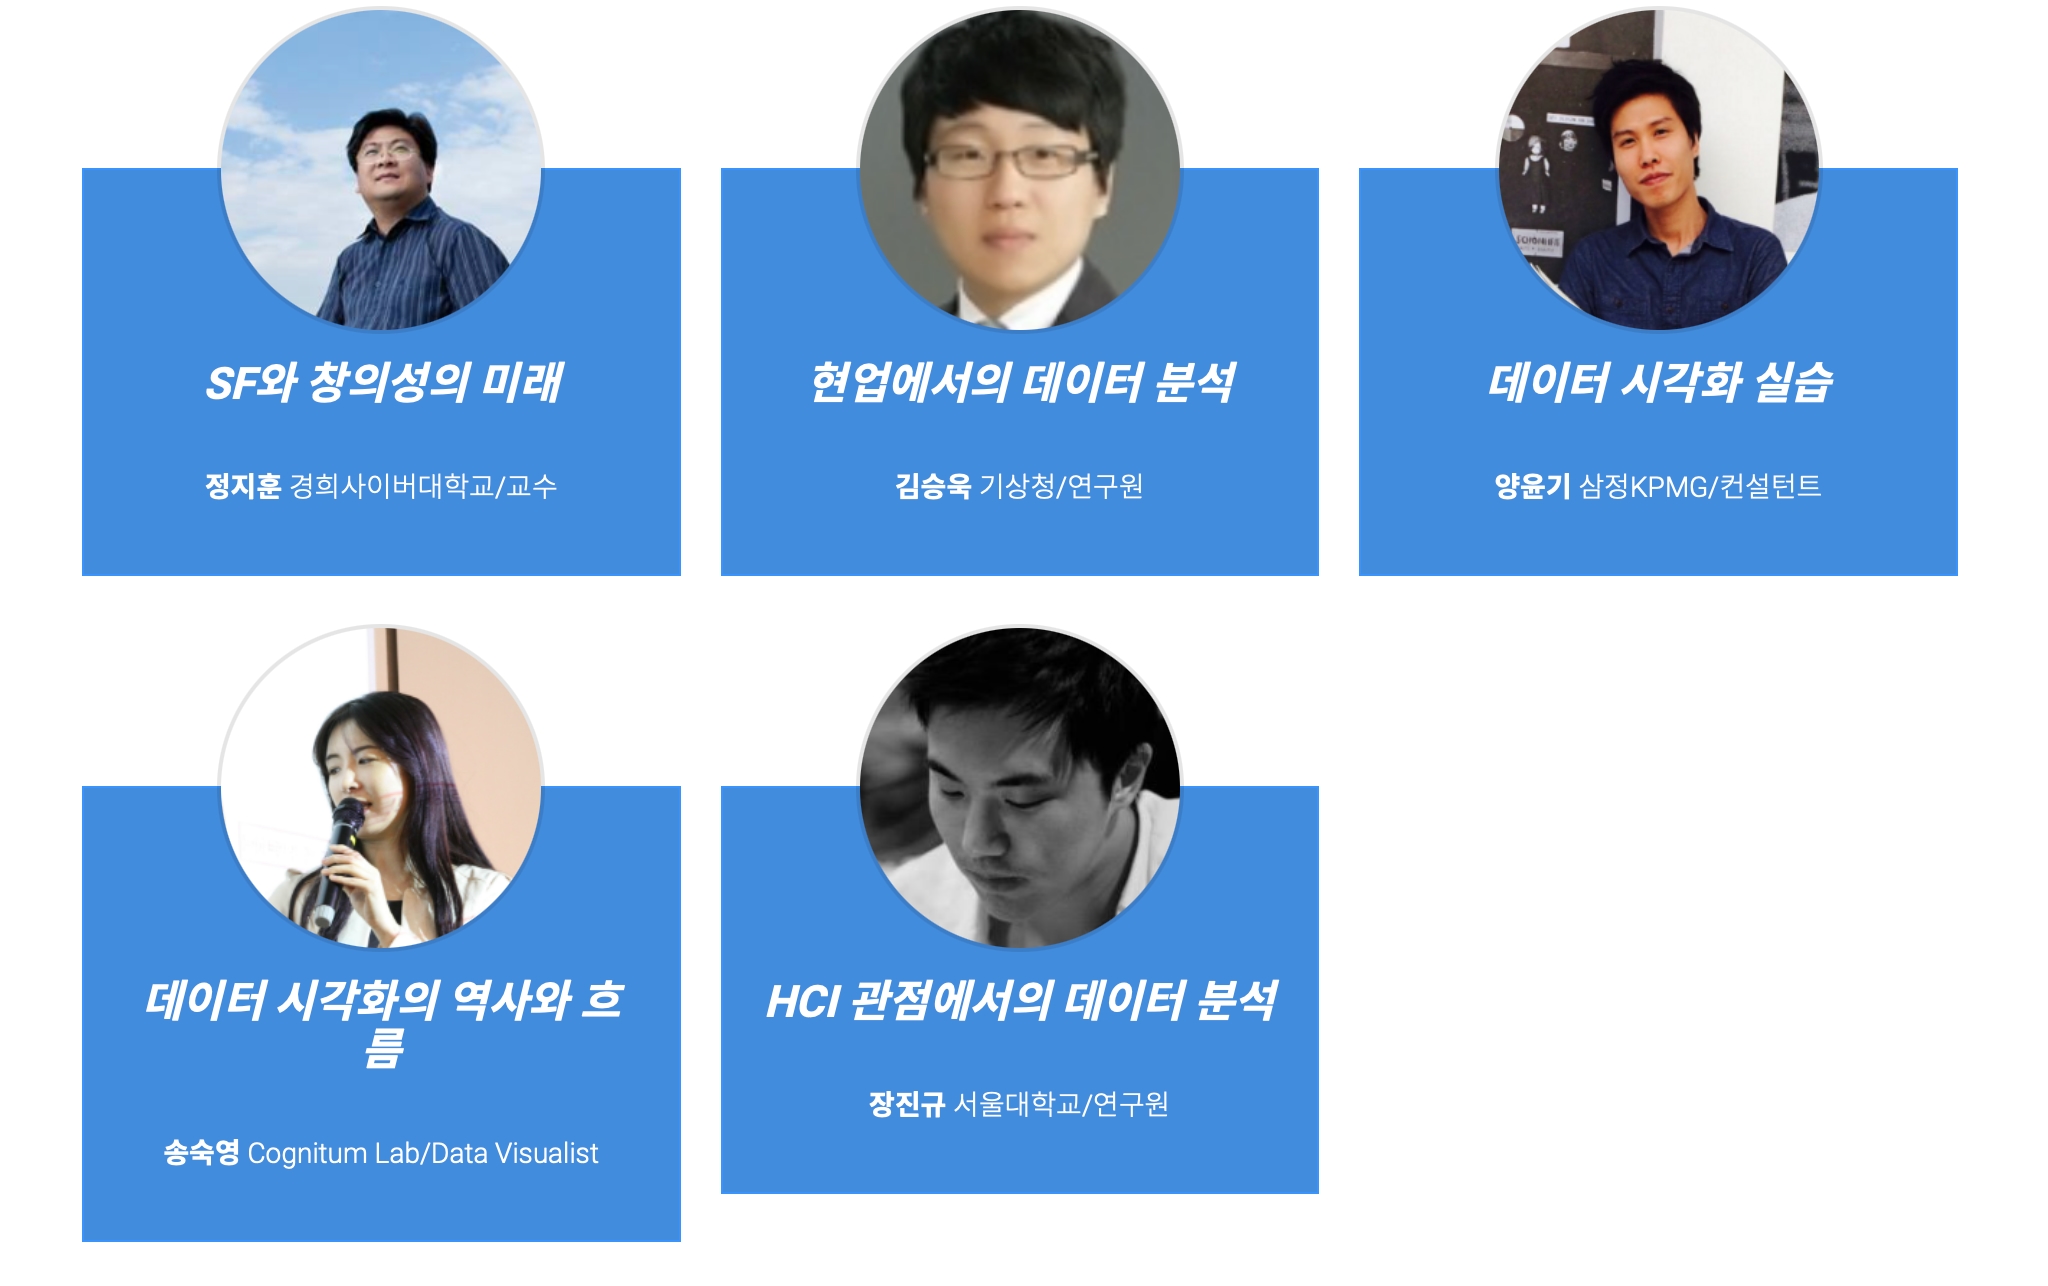 SF와 창의성의 미래
정지훈 경희사이버대학교/교수
현업에서의 데이터 분석
김승욱 기상청/연구원
데이터 시각화 실습
양윤기 삼정KPMG/컨설턴트
데이터 시각화의 역사와 흐
름
송숙영 Cognitum Lab/Data Visualist
HCI 관점에서의 데이터 분석
장진규 서울대학교/연구원